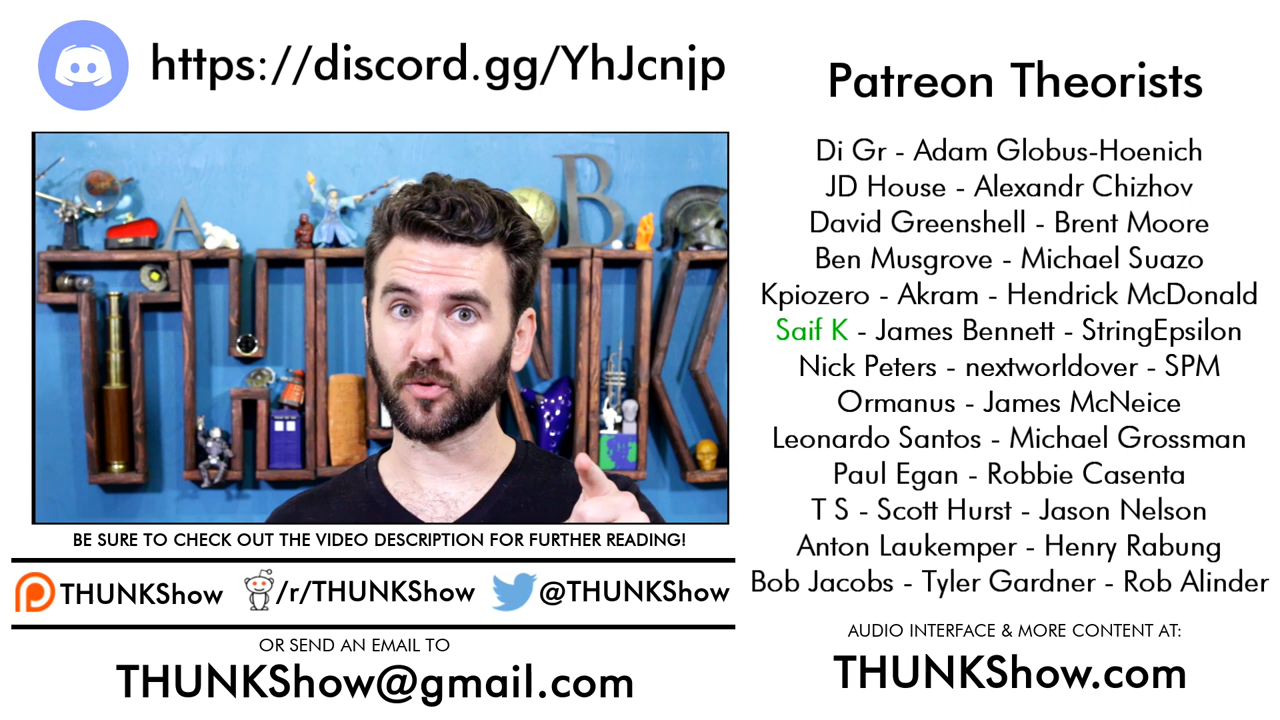 https://discord.gg/YhJcnjp
A
B
THUNK
BE SURE TO CHECK OUT THE VIDEO DESCRIPTION FOR FURTHER READING!
THUNKShow
/r/THUNKShow
@THUNKShow
OR SEND AN EMAIL TO
THUNKShow@gmail.com
Patreon Theorists
Di Gr - Adam Globus-Hoenich
JD House - Alexandr Chizhov
David Greenshell - Brent Moore
Ben Musgrove - Michael Suazo
Kpiozero - Akram - Hendrick McDonald
Saif K - James Bennett - StringEpsilon
Nick Peters - nextworldover - SPM
Ormanus - James McNeice
Leonardo Santos - Michael Grossman
Paul Egan - Robbie Casenta
T S - Scott Hurst - Jason Nelson
Anton Laukemper - Henry Rabung
Bob Jacobs - Tyler Gardner - Rob Alinder
AUDIO INTERFACE & MORE CONTENT AT:
THUNKShow.com